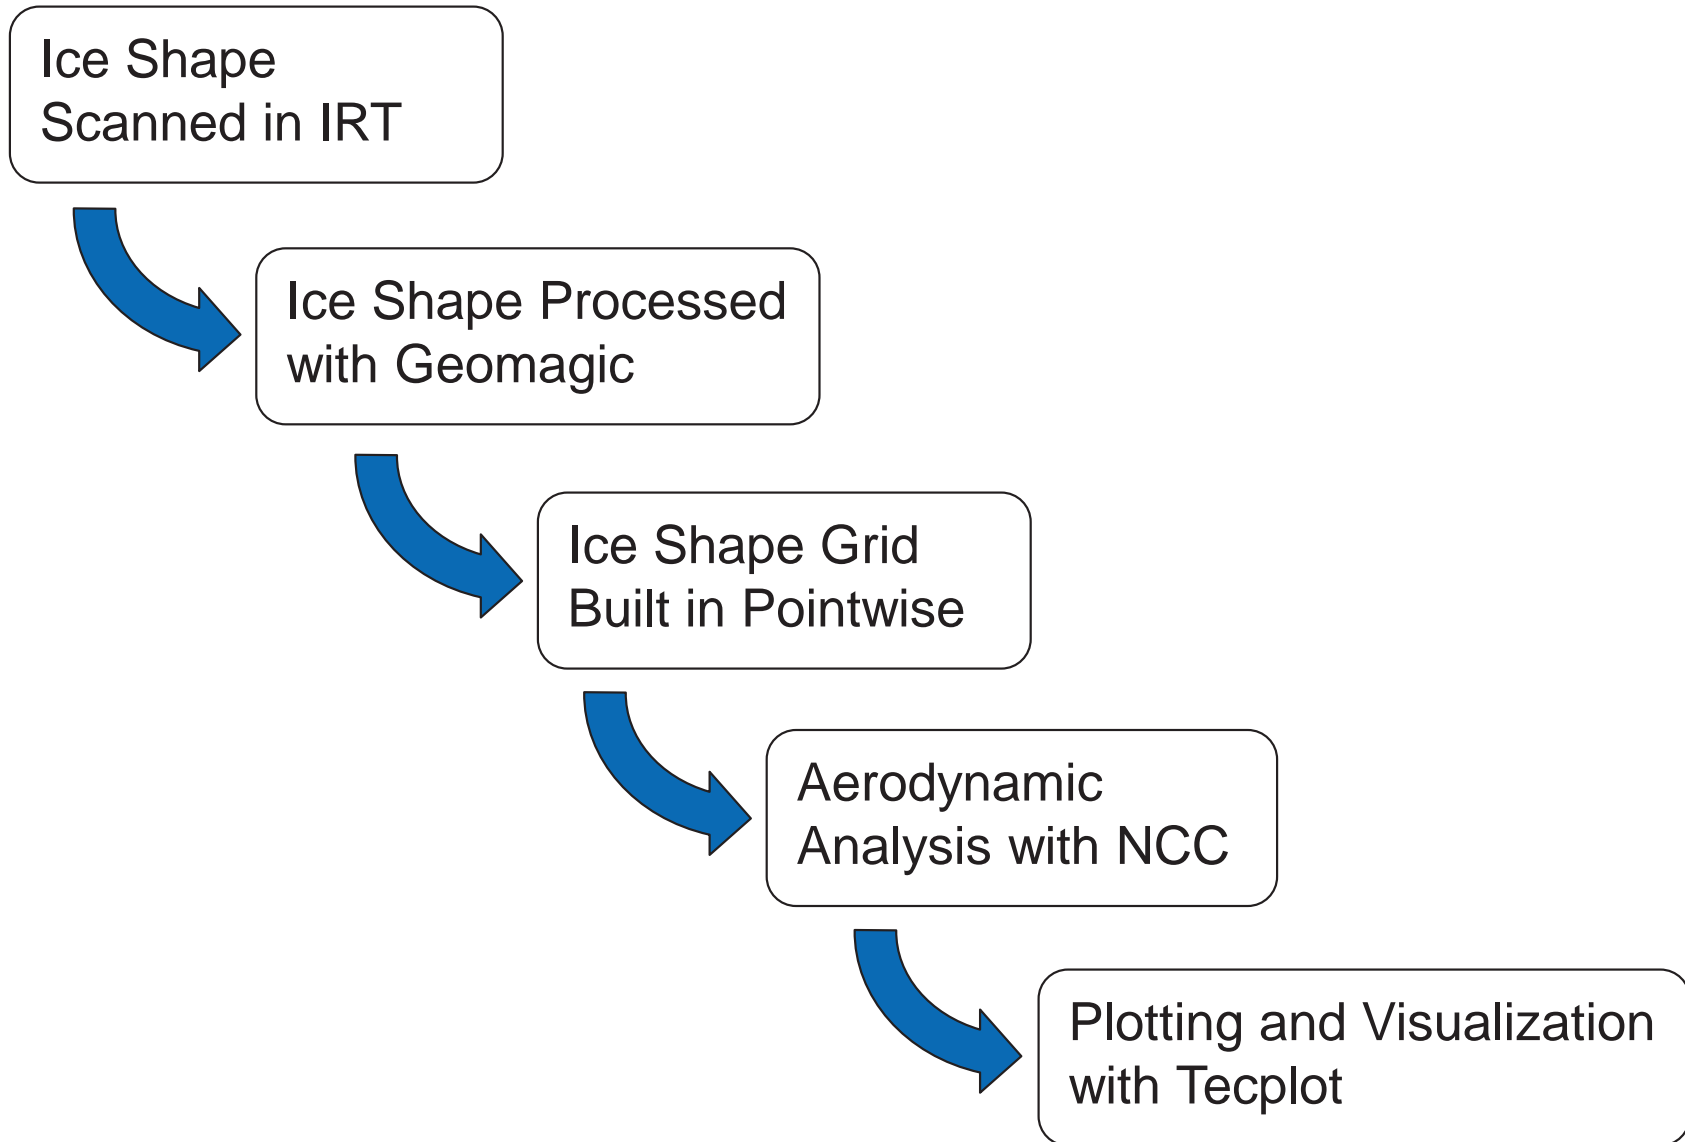 Ice Shape
Scanned in IRT
Ice Shape Processed
with Geomagic
Ice Shape Grid
Built in Pointwise
Aerodynamic
Analysis with NCC
Plotting and Visualization
with Tecplot